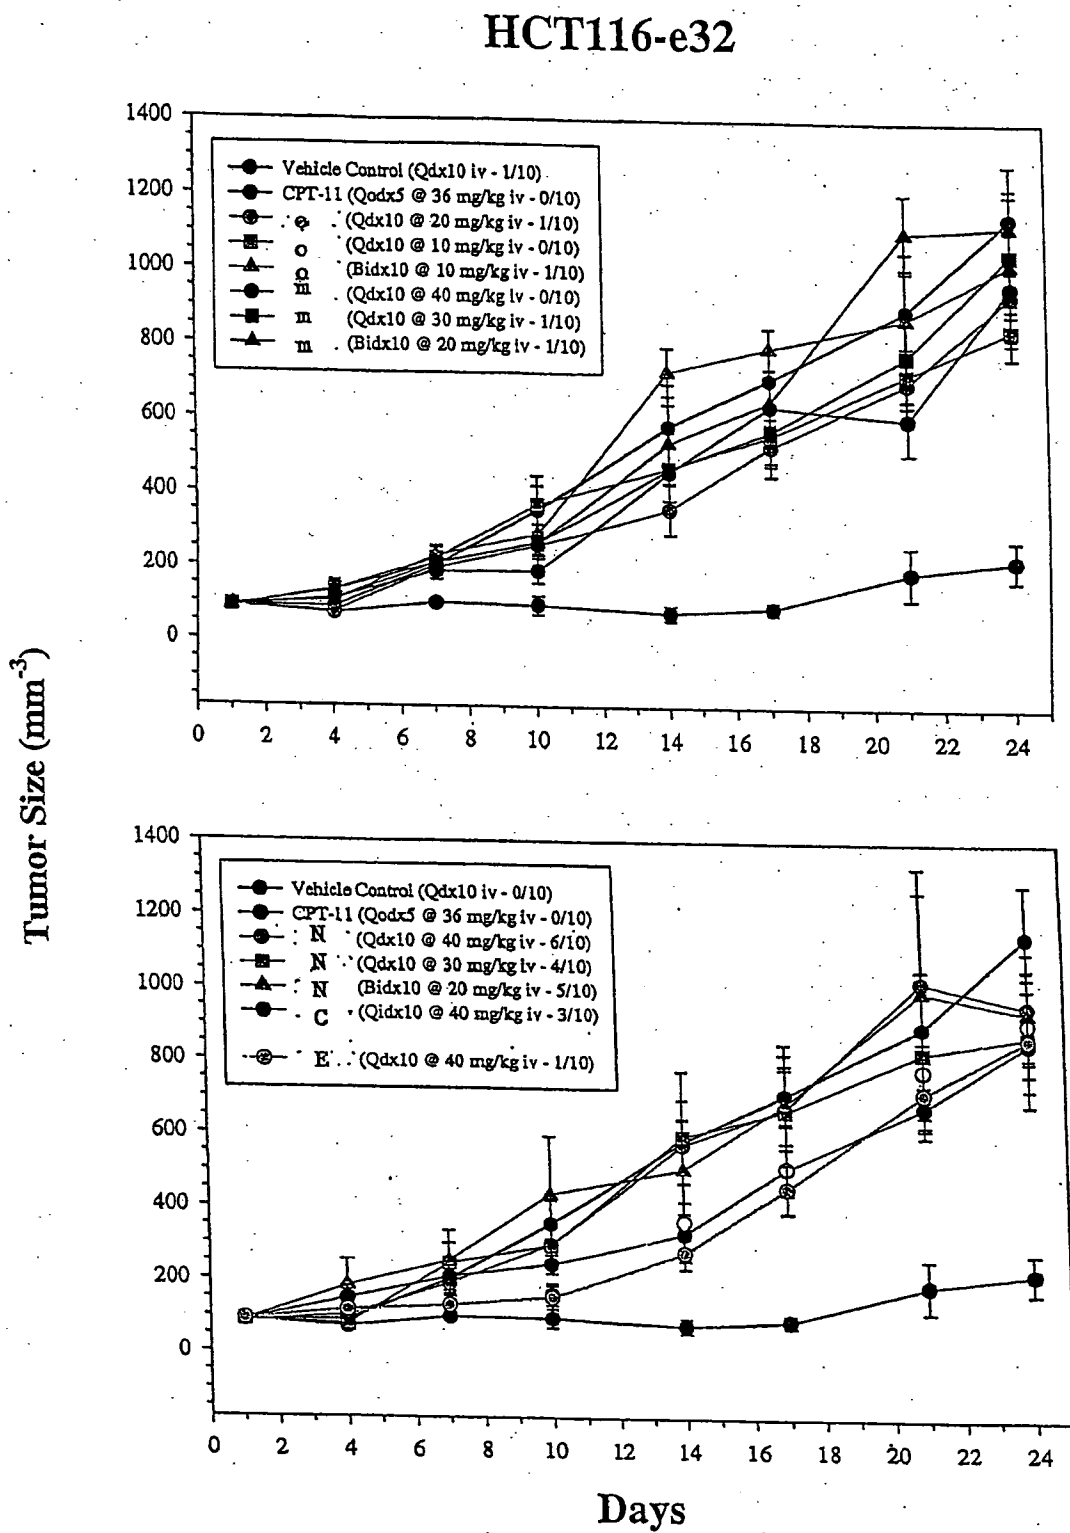 HCT116-e32
1400
1200
1000
800
600
400
200
0
Vehicle Control (Qdx10 iv - 1/10)
CPT-11 (Qodx5 @ 36 mg/kg iv - 0/10)
(Qdx10 @ 20 mg/kg iv - 1/10)
o (Qdx10 @ 10 mg/kg iv - 0/10)
o (Bidx10 @ 10 mg/kg iv - 1/10)
m (Qdx10 @ 40 mg/kg iv - 0/10)
m (Qdx10 @ 30 mg/kg iv - 1/10)
m (Bidx10 @ 20 mg/kg iv - 1/10)
0 2 4 6 8 10 12 14 16 18 20 22 24
Tumor Size (mm-3)
1400
1200
1000
800
600
400
200
0
Vehicle Control (Qdx10 iv - 0/10)
CPT-11 (Qodx5 @ 36 mg/kg iv - 0/10)
N (Qdx10 @ 40 mg/kg iv - 6/10)
N (Qdx10 @ 30 mg/kg iv - 4/10)
N (Bidx10 @ 20 mg/kg iv - 5/10)
C (Qidx10 @ 40 mg/kg iv - 3/10)
E (Qdx10 @ 40 mg/kg iv - 1/10)
0 2 4 6 8 10 12 14 16 18 20 22 24
Days